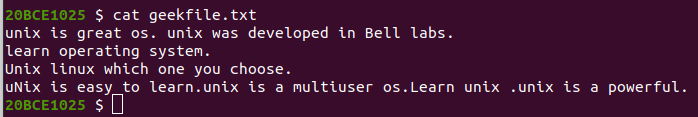 20BCE1025 $ cat geekfile.txt
unix is great os. unix was developed in Bell labs.
learn operating system.
Unix linux which one you choose.
uNix is easy to learn.unix is a multiuser os.Learn unix .unix is a powerful.
20BCE1025 $